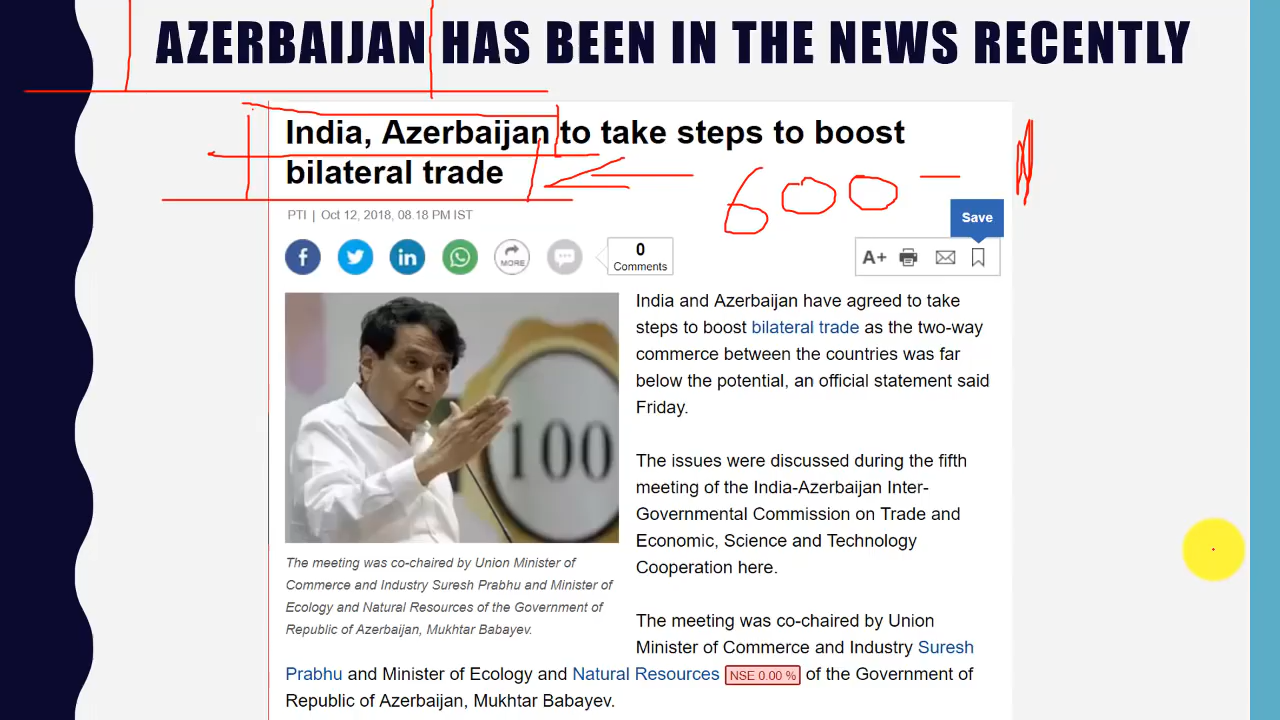 AZERBAIJAN HAS BEEN IN THE NEWS RECENTLY
India, Azerbaijan to take steps to boost
bilateral trade
600 -
PTI | Oct 12, 2018, 08.18 PM IST
Save
MORE
0
Comments
A+
100
India and Azerbaijan have agreed to take
steps to boost bilateral trade as the two-way
commerce between the countries was far
below the potential, an official statement said
Friday.
The issues were discussed during the fifth
meeting of the India-Azerbaijan Inter-
Governmental Commission on Trade and
Economic, Science and Technology
Cooperation here.
The meeting was co-chaired by Union Minister of
Commerce and Industry Suresh Prabhu and Minister of
Ecology and Natural Resources of the Government of
Republic of Azerbaijan, Mukhtar Babayev.
The meeting was co-chaired by Union
Minister of Commerce and Industry Suresh
Prabhu and Minister of Ecology and Natural Resources NSE 0.00 % of the Government of
Republic of Azerbaijan, Mukhtar Babayev.